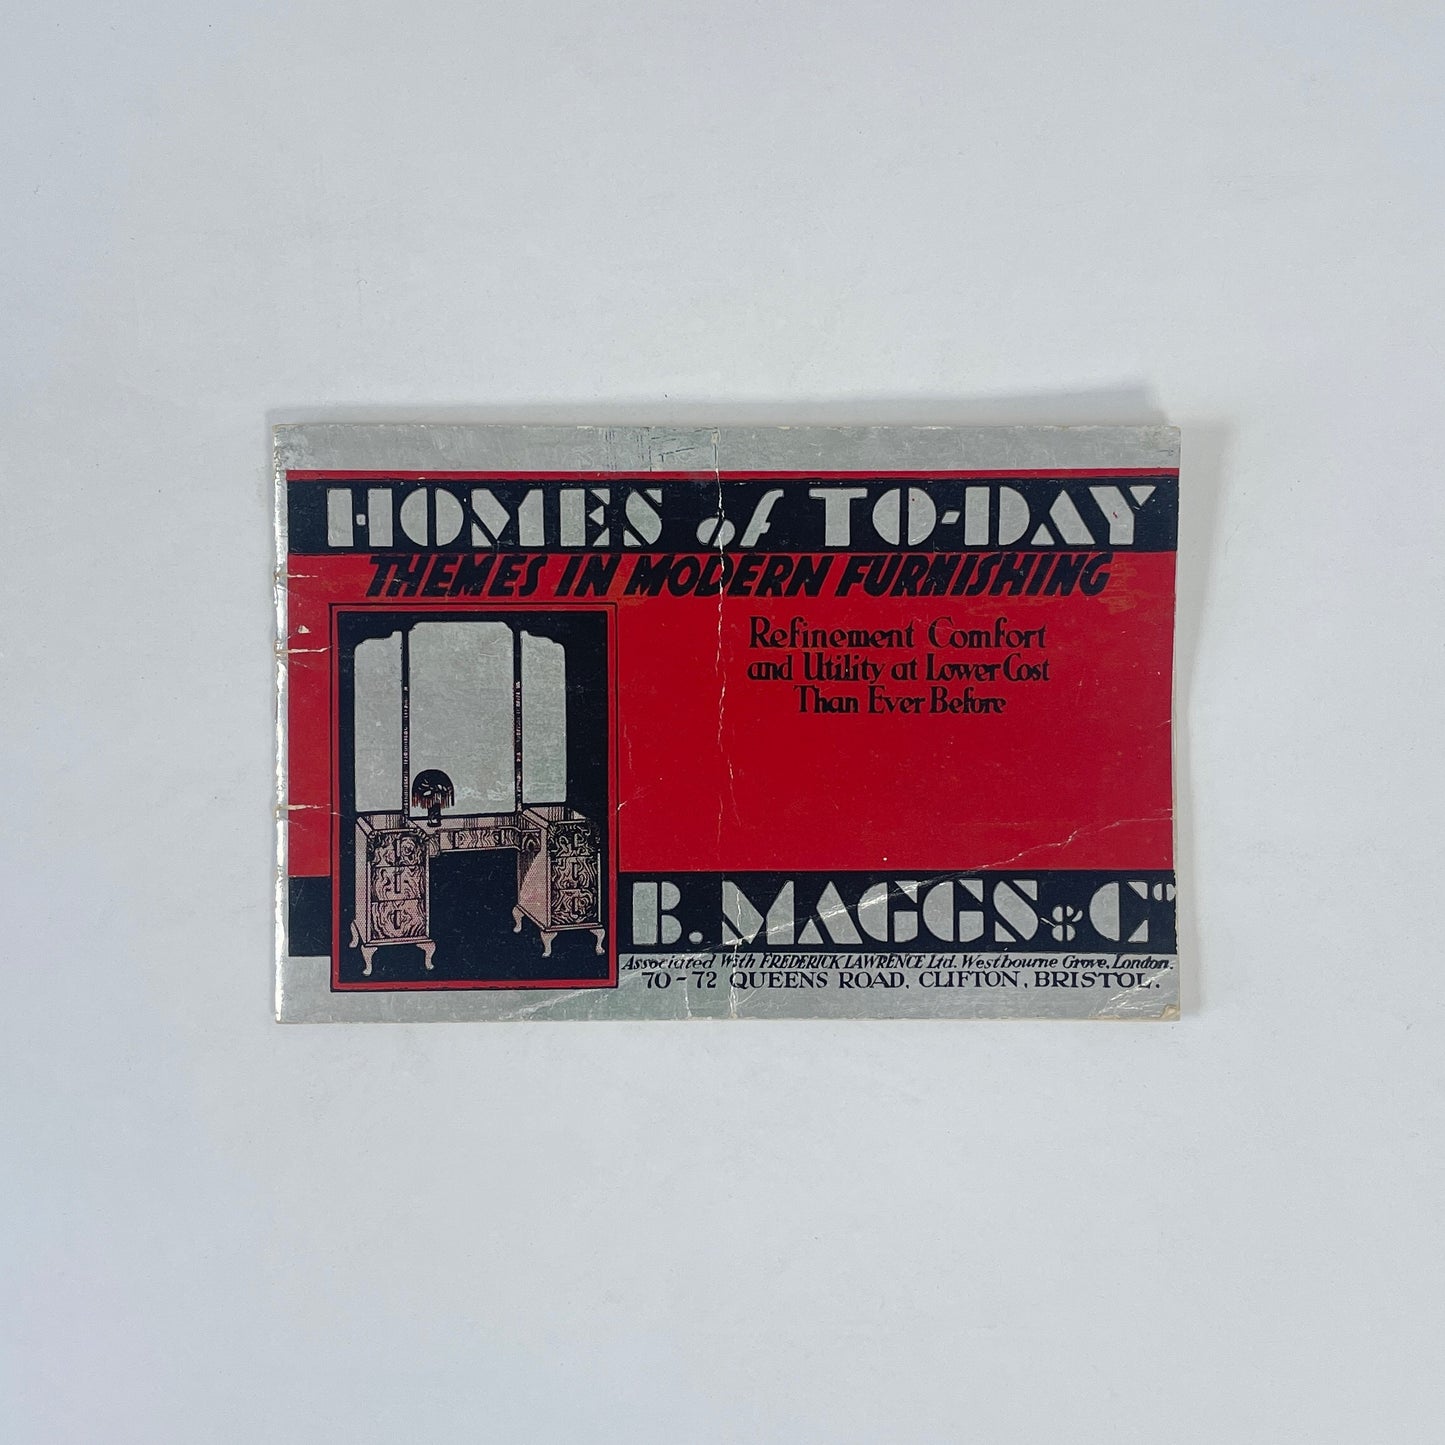 HOMES of TO-DAY
THEMES IN MODERN FURNISHING
Refinement Comfort
and Utility at Lower Cost
Than Ever Before
B. MAGGS & Co
Associated With FREDERICK LAWRENCE Ltd. Westbourne Grove, London.
70-72 QUEENS ROAD, CLIFTON, BRISTOL.